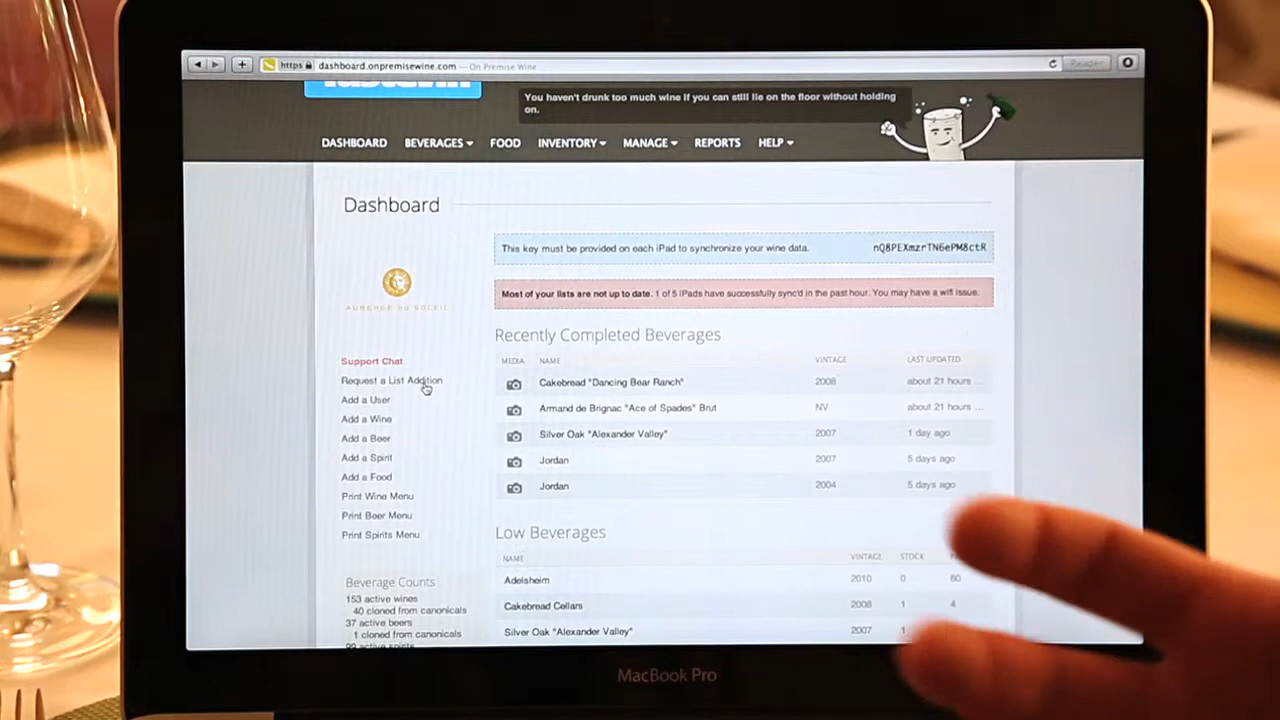 https dashboard.onpremisewine.com — On Premise Wine
Reader
You haven't drunk too much wine if you can still lie on the floor without holding
on.
DASHBOARD BEVERAGES FOOD INVENTORY MANAGE REPORTS HELP
Dashboard
This key must be provided on each iPad to synchronize your wine data. nQ8PEXmzrTN6ePM8ctR
AUBERGE DU SOLEIL
Most of your lists are not up to date. 1 of 5 iPads have successfully sync'd in the past hour. You may have a wifi issue.
Support Chat
Request a List Addition
Add a User
Add a Wine
Add a Beer
Add a Spirit
Add a Food
Print Wine Menu
Print Beer Menu
Print Spirits Menu
Beverage Counts
153 active wines
40 cloned from canonicals
37 active beers
1 cloned from canonicals
99 active spirits
Recently Completed Beverages
MEDIA NAME VINTAGE LAST UPDATED
Cakebread "Dancing Bear Ranch" 2008 about 21 hours ...
Armand de Brignac "Ace of Spades" Brut NV about 21 hours ...
Silver Oak "Alexander Valley" 2007 1 day ago
Jordan 2007 5 days ago
Jordan 2004 5 days ago
Low Beverages
NAME VINTAGE STOCK
Adelsheim 2010 0 60
Cakebread Cellars 2008 1 4
Silver Oak "Alexander Valley" 2007 1
MacBook Pro